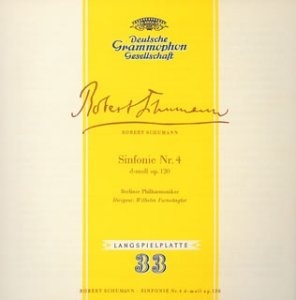 Deutsche
Grammophon
Gesellschaft
Robert Schumann
ROBERT SCHUMANN
Sinfonie Nr. 4
d-moll op. 120
Berliner Philharmoniker
Dirigent: Wilhelm Furtwängler
LANGSPIELPLATTE
33
ROBERT SCHUMANN · SINFONIE Nr. 4 d-moll op. 120